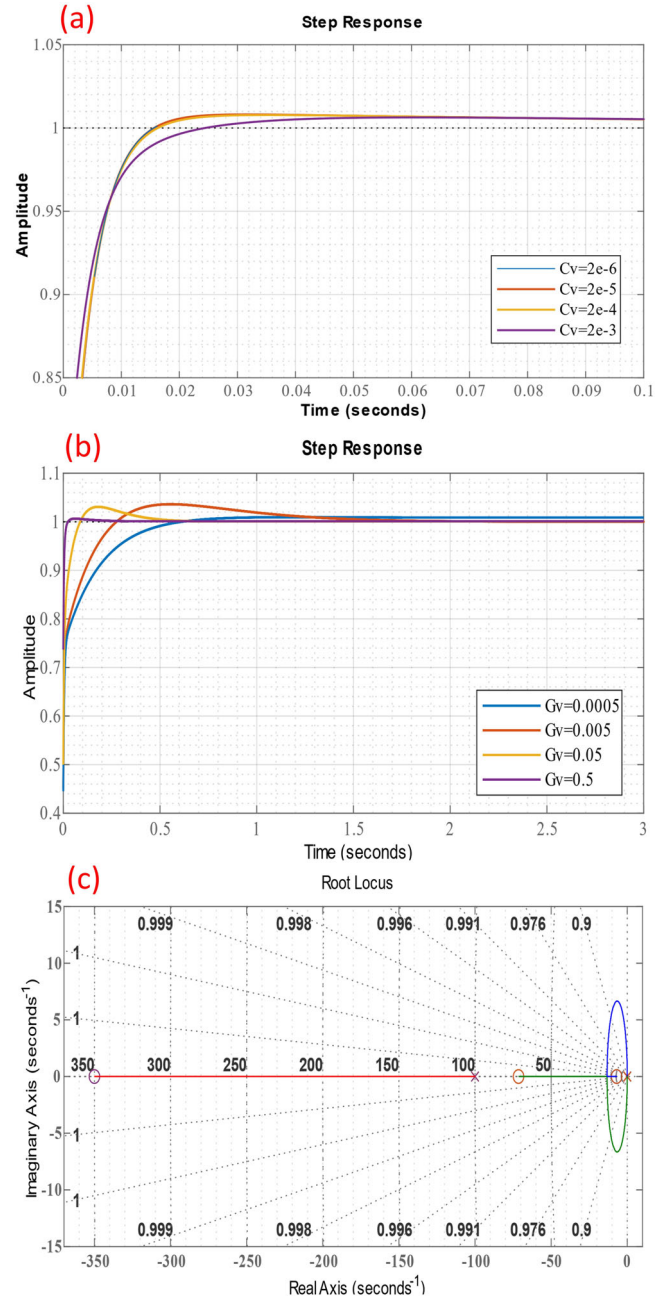 (a)
Step Response
1.05
1
0.95
0.9
0.85
Amplitude
Cv=2e-6
Cv=2e-5
Cv=2e-4
Cv=2e-3
0 0.01 0.02 0.03 0.04 0.05 0.06 0.07 0.08 0.09 0.1
Time (seconds)
(b)
Step Response
1.1
1
0.9
0.8
0.7
0.6
0.5
0.4
Amplitude
Gv=0.0005
Gv=0.005
Gv=0.05
Gv=0.5
0 0.5 1 1.5 2 2.5 3
Time (seconds)
(c)
Root Locus
15
10
5
0
-5
-10
-15
Imaginary Axis (seconds-1)
0.999 0.998 0.996 0.991 0.976 0.9
1
1
350 300 250 200 150 100 50
1
1
0.999 0.998 0.996 0.991 0.976 0.9
-350 -300 -250 -200 -150 -100 -50 0
Real Axis (seconds-1)